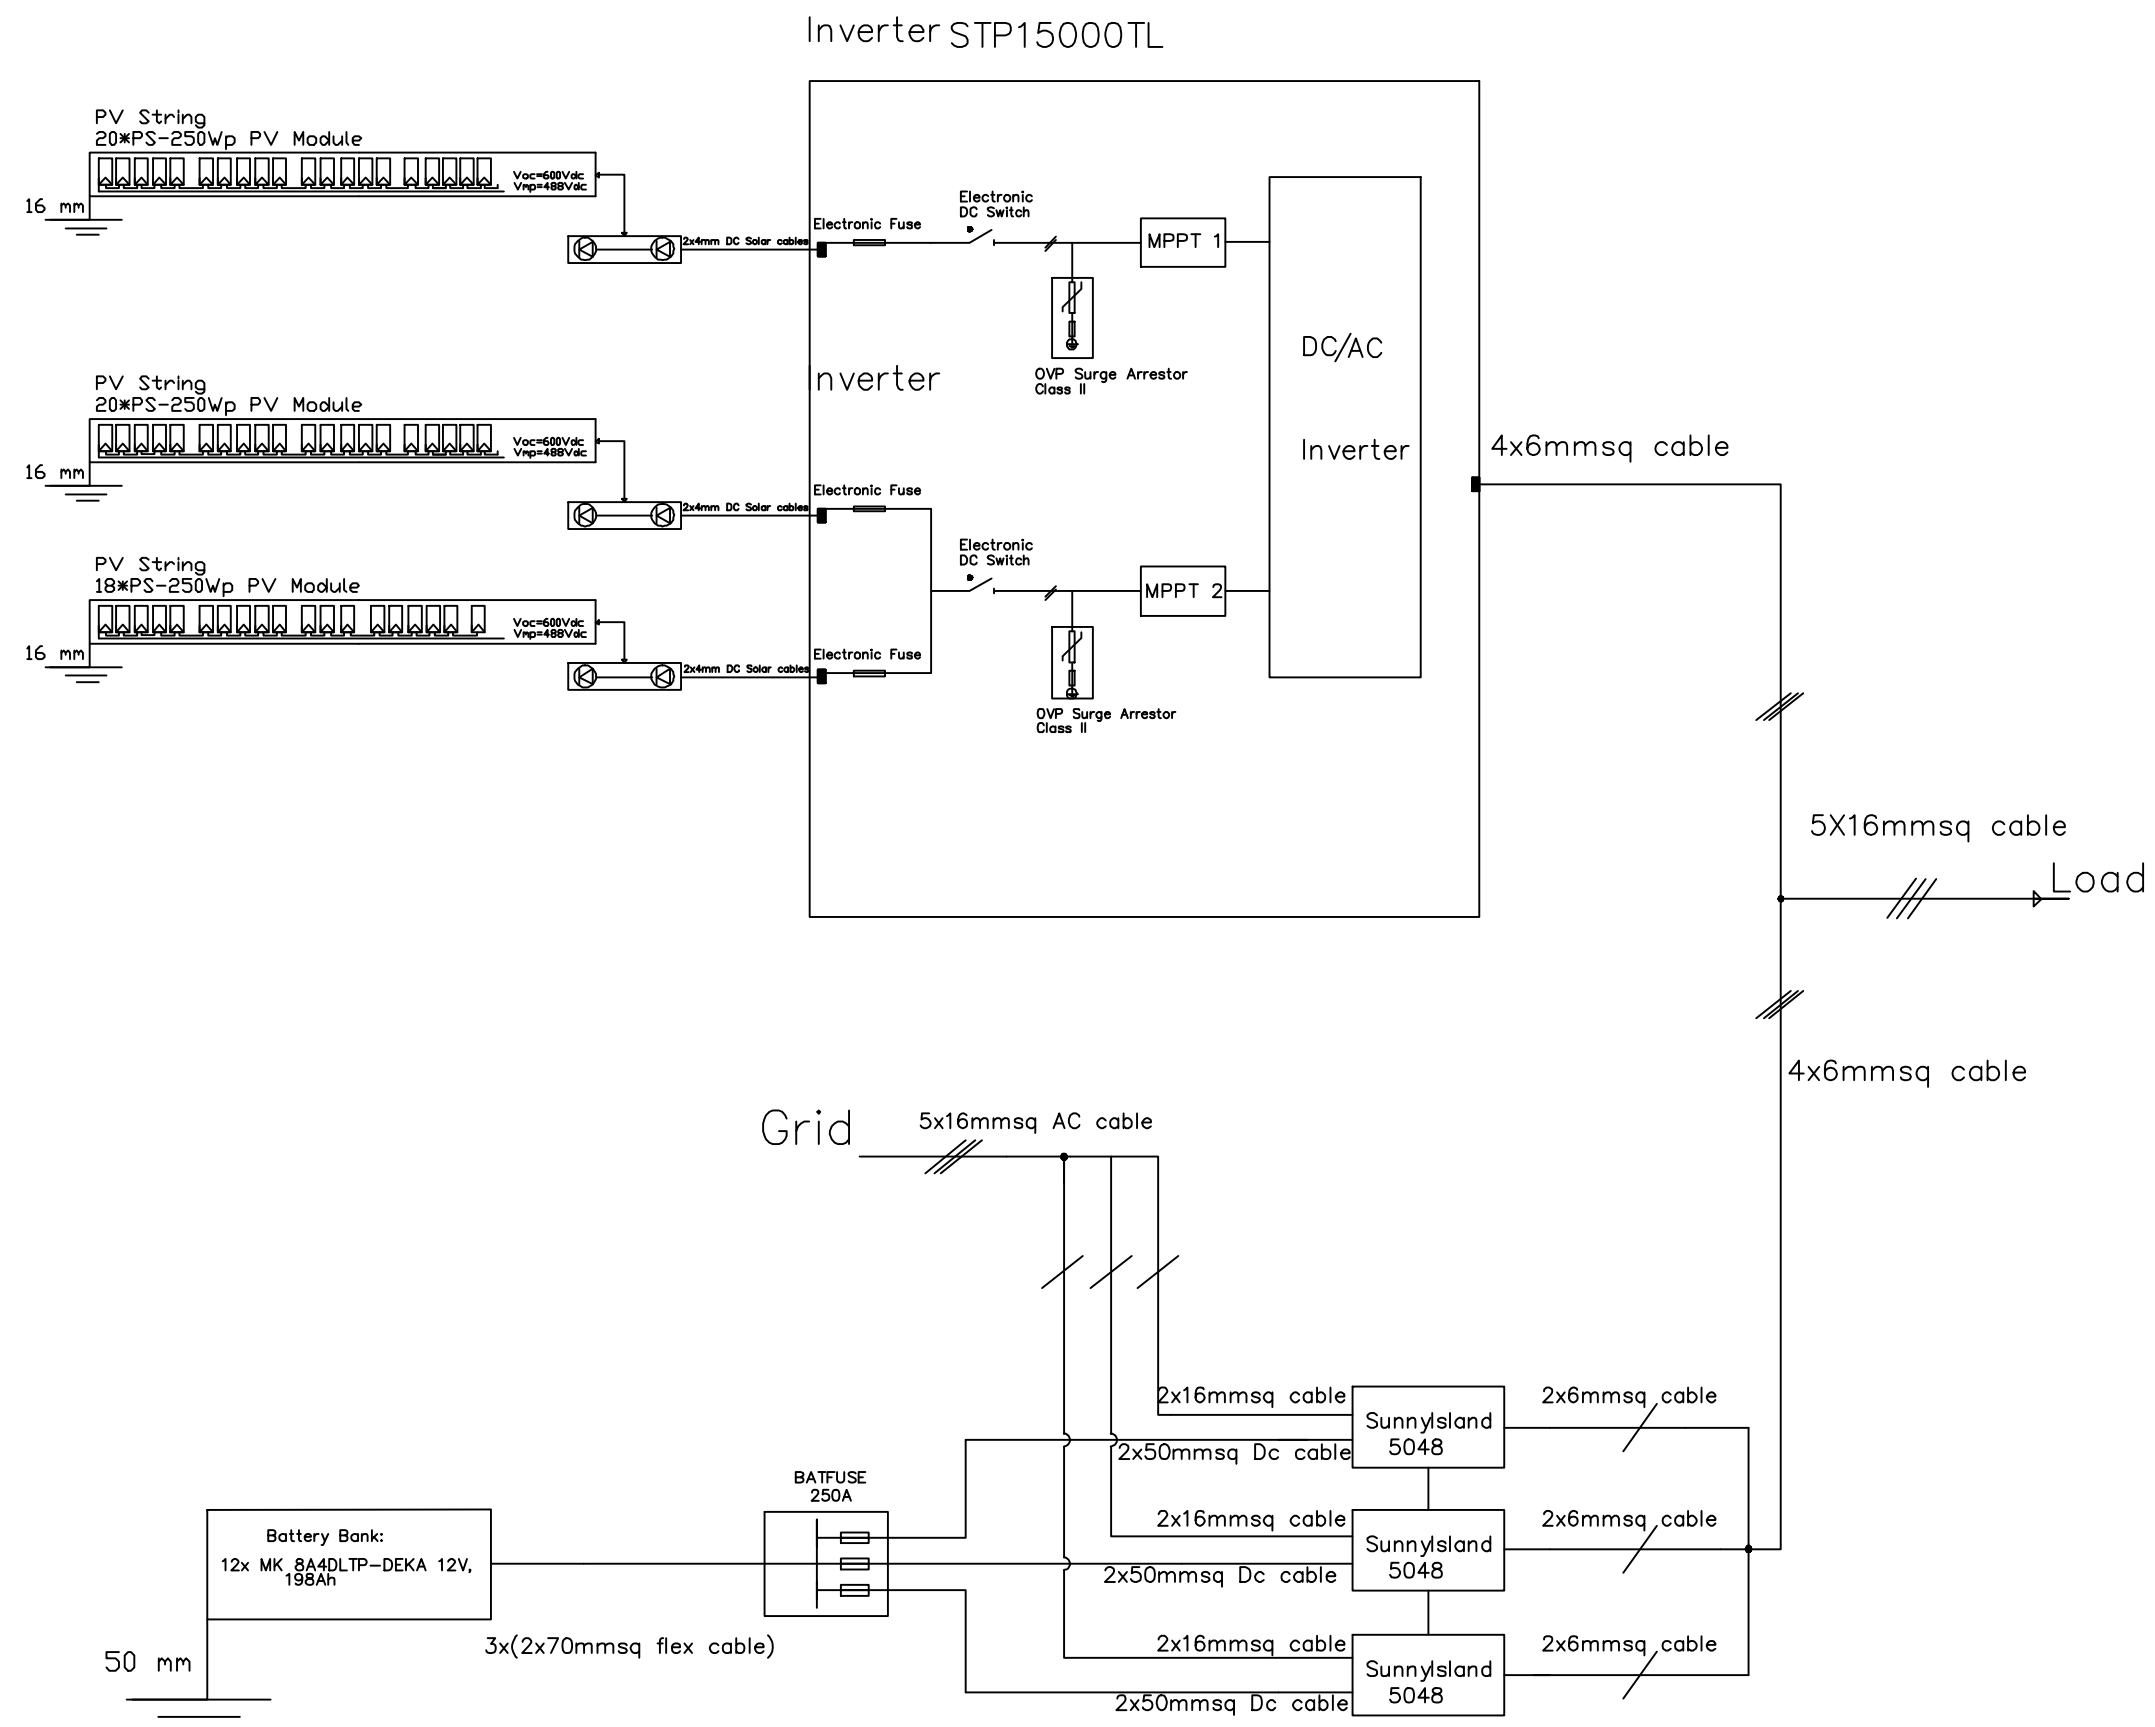 Inverter STP15000TL
PV String
20*PS-250Wp PV Module
Voc=600Vdc
Vmp=488Vdc
16 mm
2x4mm DC Solar cables
Electronic Fuse
Electronic
DC Switch
MPPT 1
OVP Surge Arrestor
Class II
DC/AC
Inverter
Inverter
PV String
20*PS-250Wp PV Module
Voc=600Vdc
Vmp=488Vdc
16 mm
2x4mm DC Solar cables
Electronic Fuse
4x6mmsq cable
Electronic
DC Switch
MPPT 2
PV String
18*PS-250Wp PV Module
Voc=600Vdc
Vmp=488Vdc
16 mm
2x4mm DC Solar cables
Electronic Fuse
OVP Surge Arrestor
Class II
5X16mmsq cable
Load
4x6mmsq cable
Grid
5x16mmsq AC cable
2x16mmsq cable
SunnyIsland
5048
2x6mmsq cable
2x50mmsq Dc cable
BATFUSE
250A
Battery Bank:
12x MK 8A4DLTP-DEKA 12V,
198Ah
2x16mmsq cable
SunnyIsland
5048
2x6mmsq cable
2x50mmsq Dc cable
3x(2x70mmsq flex cable)
50 mm
2x16mmsq cable
SunnyIsland
5048
2x6mmsq cable
2x50mmsq Dc cable